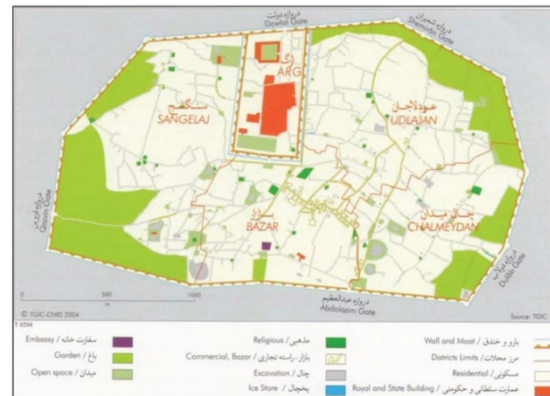 دروازه دولت
Dowlat Gate
دروازه شمیران
Shemiran Gate
ارگ
ARG
سنگلج
SANGELAJ
عودلاجان
UDLAJAN
بازار
BAZAR
چال میدان
CHALMEYDAN
دروازه قزوین
Qazvin Gate
دروازه دولاب
Dulab Gate
دروازه عبدالعظیم
Abdolazim Gate
0 500 1000
m
© TGIC-CNRS 2004
Source: TGIC
Embassy / سفارت خانه
Garden / باغ
Open space / میدان
Religious / مذهبی
Commercial, Bazar / بازار، راسته تجاری
Excavation / چال
Ice Store / یخچال
Wall and Moat / بارو و خندق
Districts Limits / مرز محلات
Residential / مسکونی
Royal and State Building / عمارت سلطانی و حکومتی